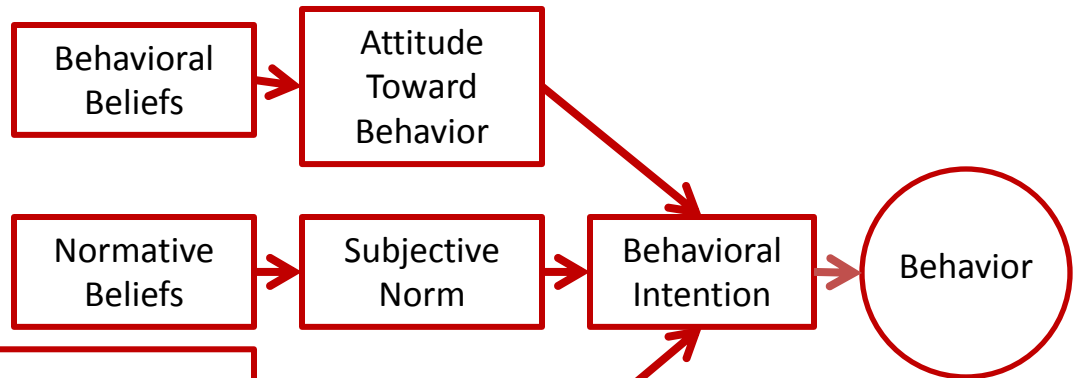 Behavioral
Beliefs
Attitude
Toward
Behavior
Normative
Beliefs
Subjective
Norm
Behavioral
Intention
Behavior